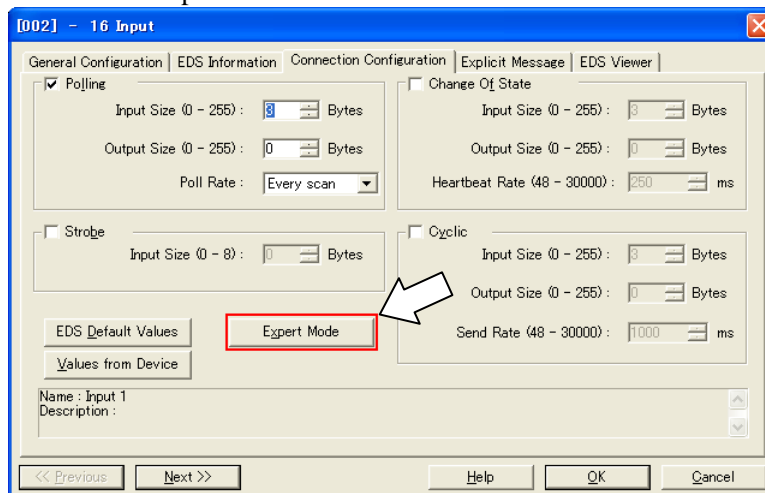 [002] - 16 Input
General Configuration EDS Information Connection Configuration Explicit Message EDS Viewer
Polling
Input Size (0 - 255) : 3 Bytes
Output Size (0 - 255) : 0 Bytes
Poll Rate : Every scan
Change Of State
Input Size (0 - 255) : 3 Bytes
Output Size (0 - 255) : 0 Bytes
Heartbeat Rate (48 - 30000) : 250 ms
Strobe
Input Size (0 - 8) : 0 Bytes
Cyclic
Input Size (0 - 255) : 3 Bytes
Output Size (0 - 255) : 0 Bytes
Send Rate (48 - 30000) : 1000 ms
EDS Default Values
Expert Mode
Values from Device
Name : Input 1
Description :
<< Previous
Next >>
Help
OK
Cancel